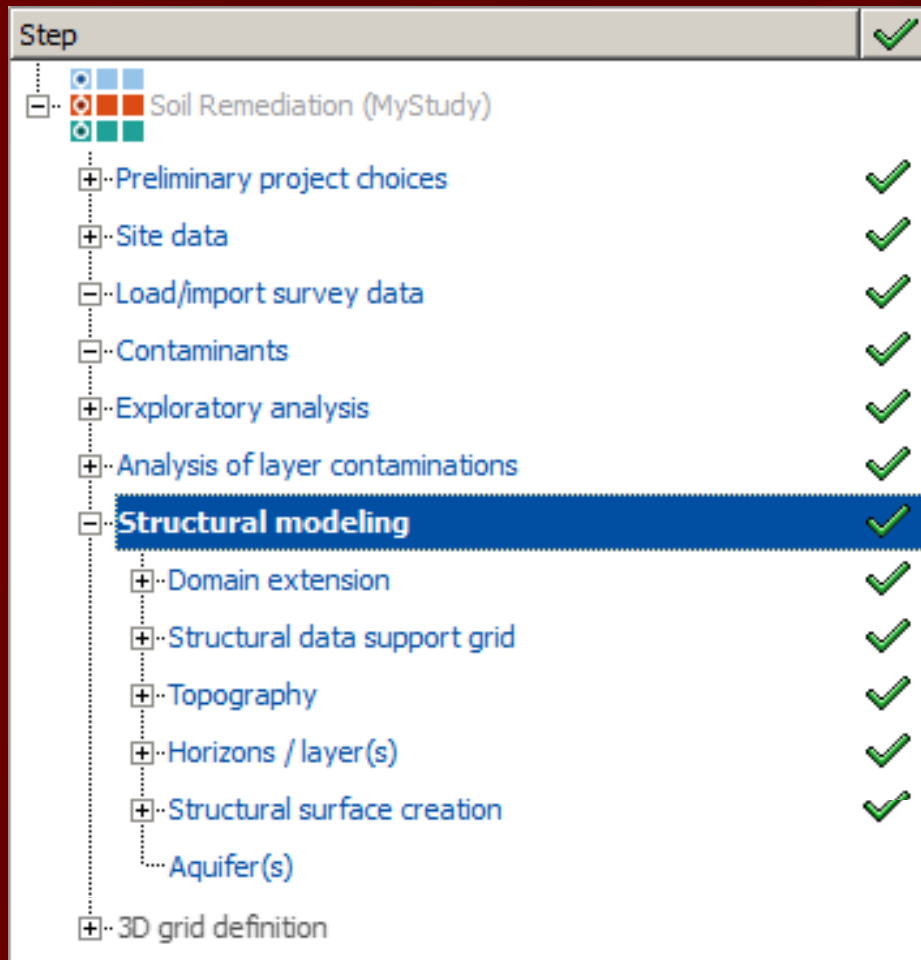 Step
Soil Remediation (MyStudy)
Preliminary project choices
Site data
Load/import survey data
Contaminants
Exploratory analysis
Analysis of layer contaminations
Structural modeling
Domain extension
Structural data support grid
Topography
Horizons / layer(s)
Structural surface creation
Aquifer(s)
3D grid definition